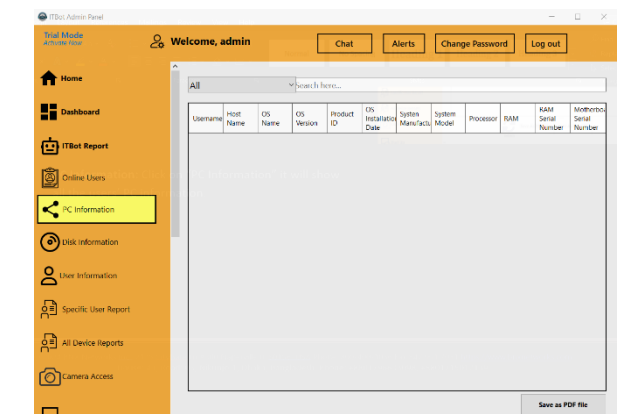 ITBot Admin Panel
Trial Mode
Activate Now
Welcome, admin
Chat
Alerts
Change Password
Log out
Home
Dashboard
ITBot Report
Online Users
PC Information
Disk Information
User Information
Specific User Report
All Device Reports
Camera Access
All
Search here...
Username
Host Name
OS Name
OS Version
Product ID
OS Installation Date
System Manufactu
System Model
Processor
RAM
RAM Serial Number
Motherbo
Serial Number
Save as PDF file